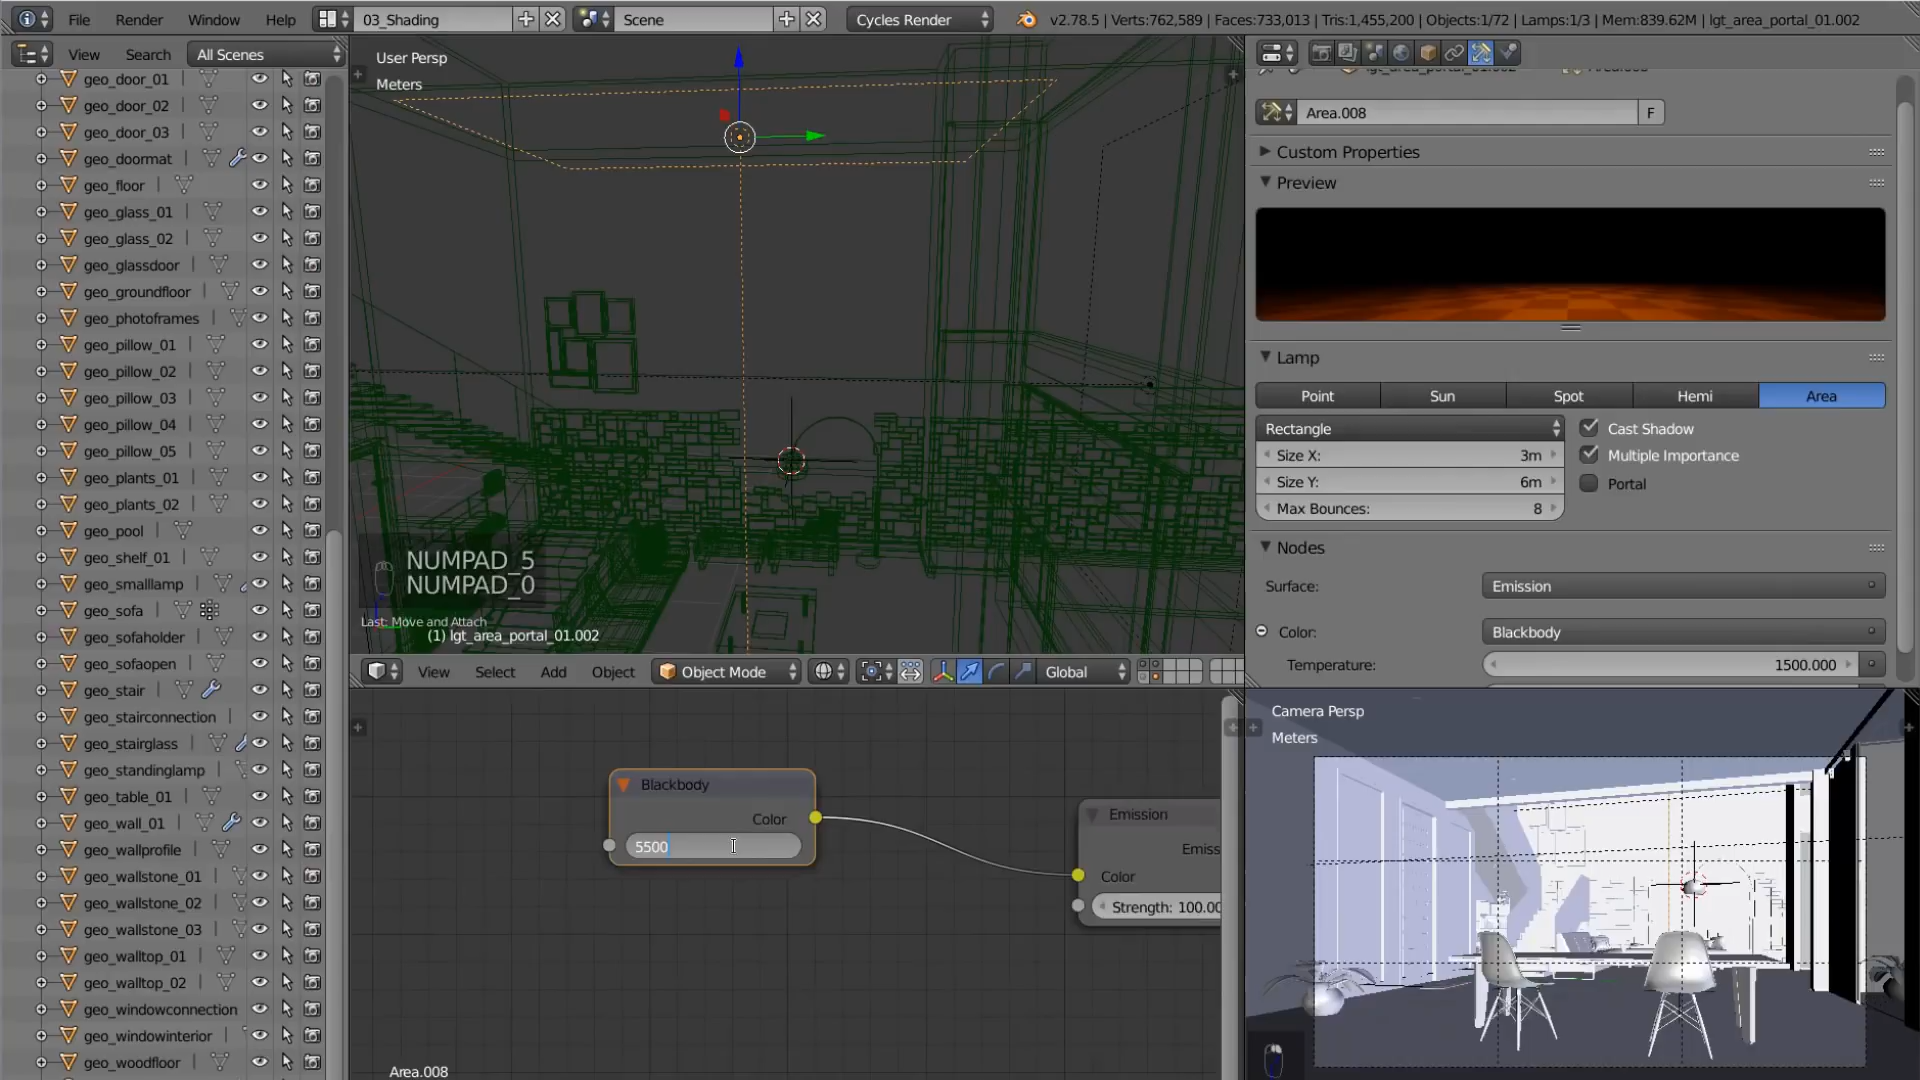 File Render Window Help 03_Shading Scene Cycles Render v2.78.5 | Verts:762,589 | Faces:733,013 | Tris:1,455,200 | Objects:1/72 | Lamps:1/3 | Mem:839.62M | lgt_area_portal_01.002
View Search All Scenes
geo_door_01
geo_door_02
geo_door_03
geo_doormat
geo_floor
geo_glass_01
geo_glass_02
geo_glassdoor
geo_groundfloor
geo_photoframes
geo_pillow_01
geo_pillow_02
geo_pillow_03
geo_pillow_04
geo_pillow_05
geo_plants_01
geo_plants_02
geo_pool
geo_shelf_01
geo_smalllamp
geo_sofa
geo_sofaholder
geo_sofaopen
geo_stair
geo_stairconnection
geo_stairglass
geo_standinglamp
geo_table_01
geo_wall_01
geo_wallprofile
geo_wallstone_01
geo_wallstone_02
geo_wallstone_03
geo_walltop_01
geo_walltop_02
geo_windowconnection
geo_windowinterior
geo_woodfloor
User Persp
Meters
NUMPAD_5
NUMPAD_0
Last: Move and Attach
(1) lgt_area_portal_01.002
View Select Add Object Object Mode Global
Blackbody
Color
5500
Emission
Emiss
Color
Strength: 100.00
Area.008
Area.008 F
Custom Properties
Preview
Lamp
Point Sun Spot Hemi Area
Rectangle
Size X: 3m
Size Y: 6m
Max Bounces: 8
Cast Shadow
Multiple Importance
Portal
Nodes
Surface: Emission
Color: Blackbody
Temperature: 1500.000
Camera Persp
Meters